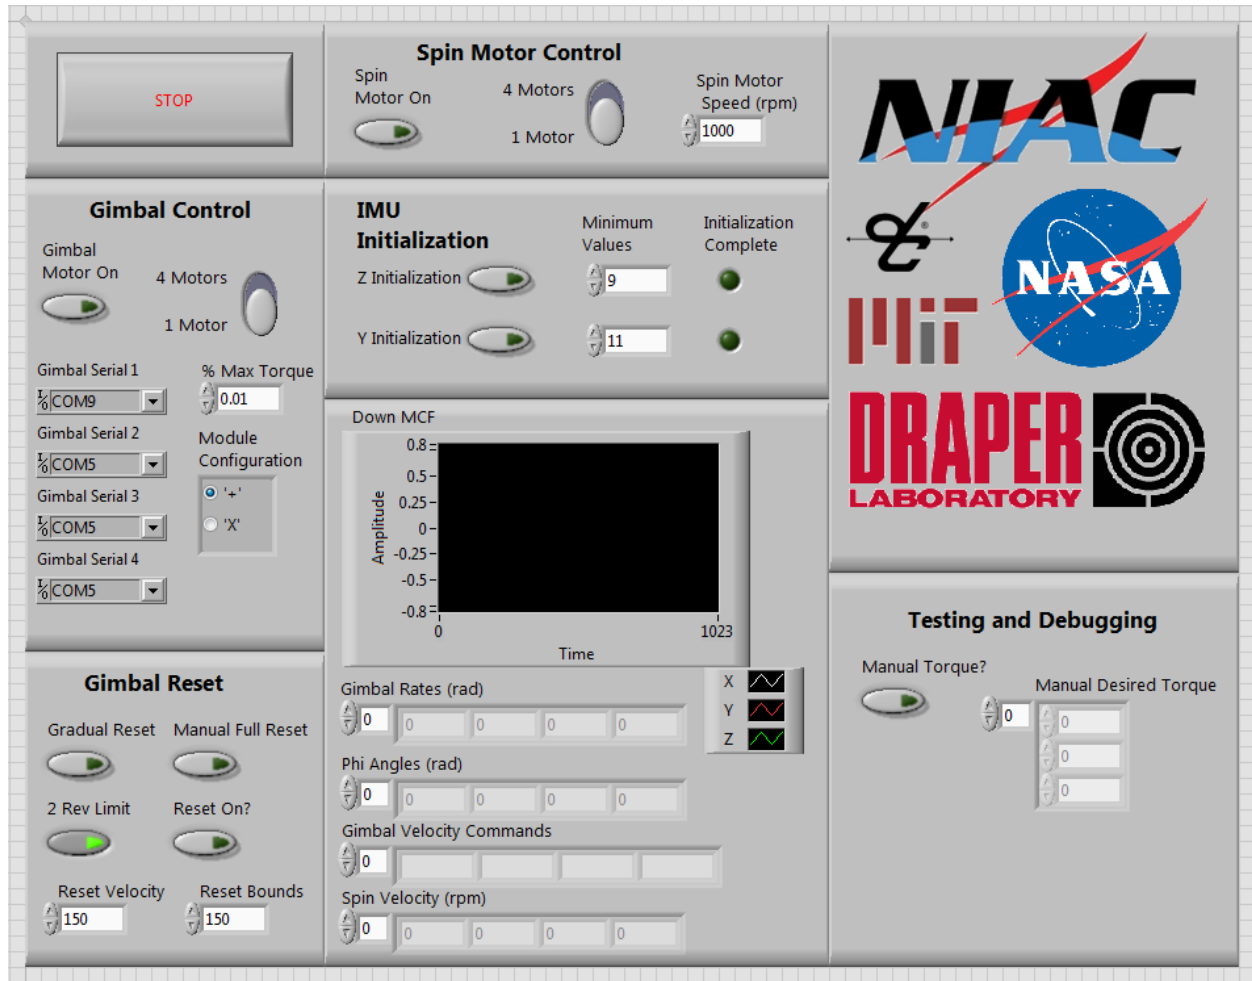 STOP
Spin Motor Control
Spin
Motor On
4 Motors
1 Motor
Spin Motor
Speed (rpm)
1000
Gimbal Control
Gimbal
Motor On
4 Motors
1 Motor
Gimbal Serial 1
COM9
Gimbal Serial 2
COM5
Gimbal Serial 3
COM5
Gimbal Serial 4
COM5
% Max Torque
0.01
Module
Configuration
'+'
'X'
IMU
Initialization
Minimum
Values
Initialization
Complete
Z Initialization
9
Y Initialization
11
Down MCF
Amplitude
0.8
0.5
0.25
0
-0.25
-0.5
-0.8
0
1023
Time
X
Y
Z
Gimbal Rates (rad)
0
0
0
0
0
Phi Angles (rad)
0
0
0
0
0
Gimbal Velocity Commands
0
Spin Velocity (rpm)
0
0
0
0
0
Gimbal Reset
Gradual Reset
Manual Full Reset
2 Rev Limit
Reset On?
Reset Velocity
150
Reset Bounds
150
NIAC
NASA
MIT
DRAPER
LABORATORY
Testing and Debugging
Manual Torque?
Manual Desired Torque
0
0
0
0